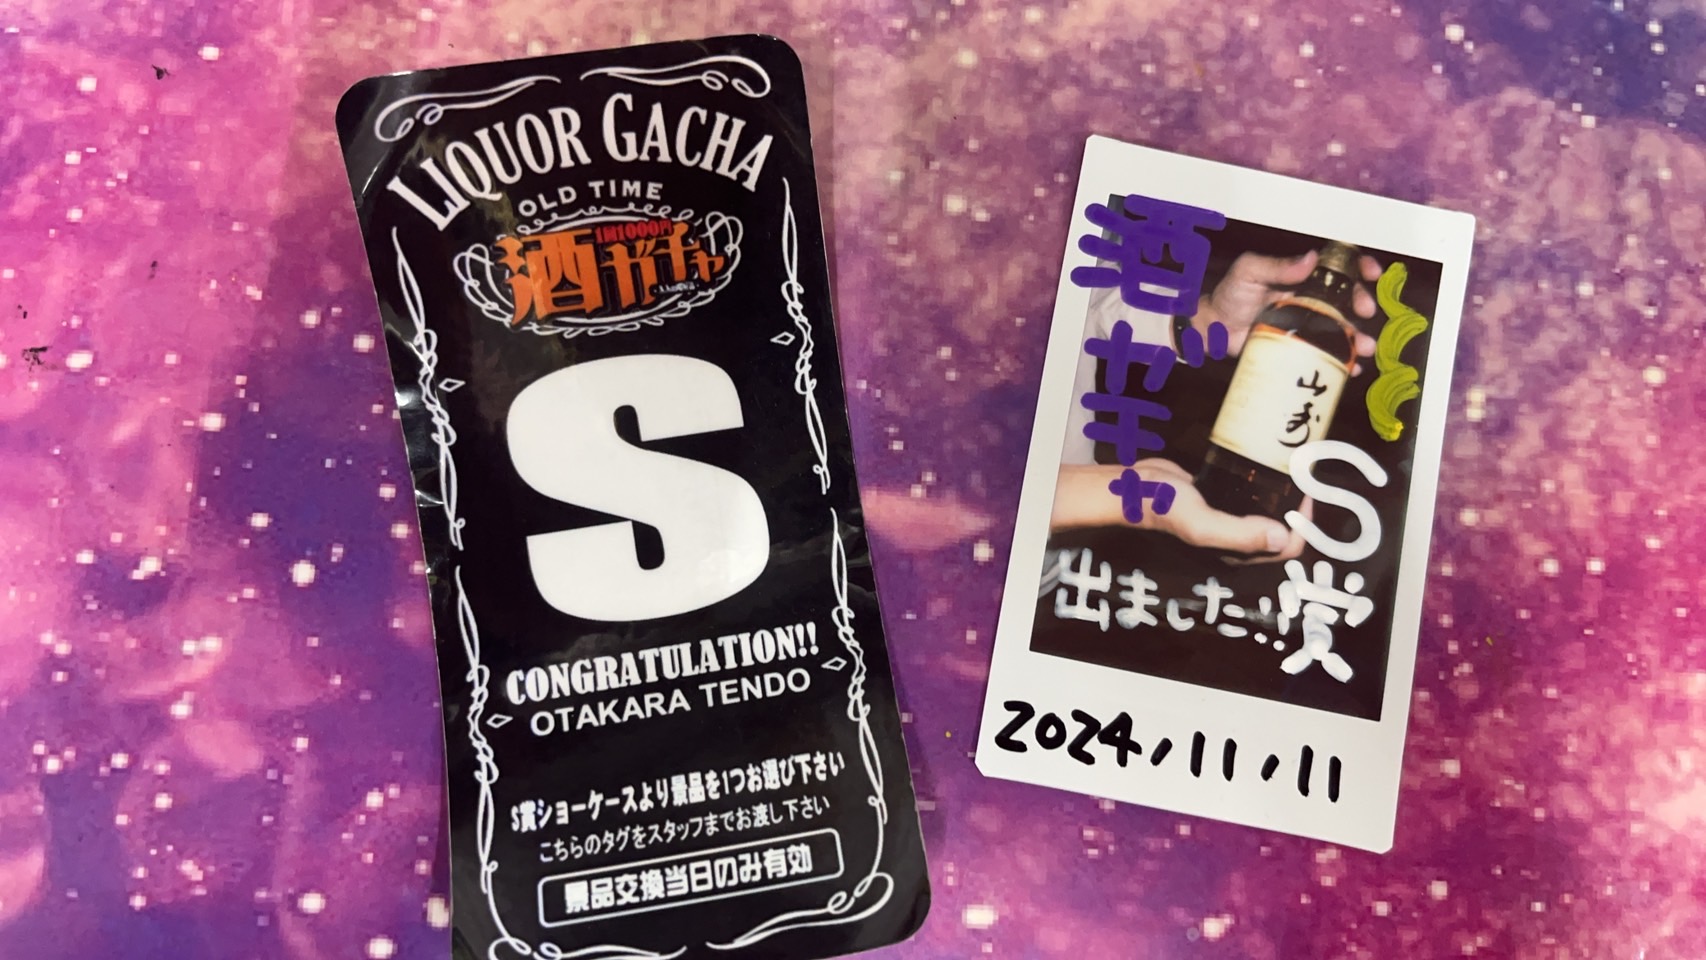 LIQUOR GACHA
OLD TIME
1回1000円
酒ガチャ
S
CONGRATULATION!!
OTAKARA TENDO
S賞ショーケースより景品を1つお選び下さい
こちらのタグをスタッフまでお渡し下さい
景品交換当日のみ有効
酒ガチャ
山崎
S賞
出ました!!
2024,11,11